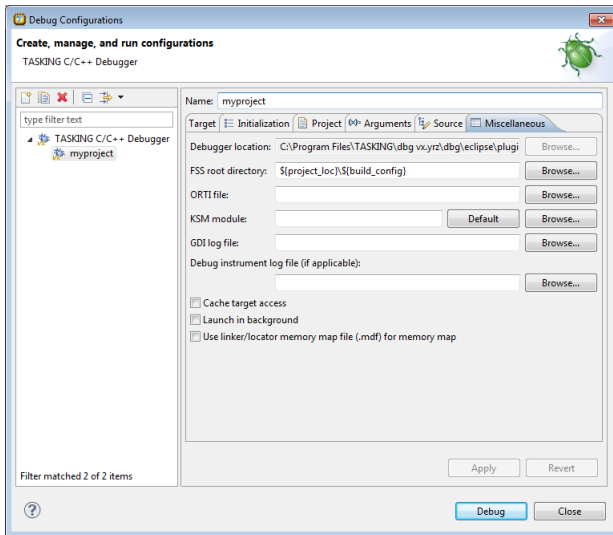 Debug Configurations
Create, manage, and run configurations
TASKING C/C++ Debugger
type filter text
TASKING C/C++ Debugger
myproject
Filter matched 2 of 2 items
Name: myproject
Target Initialization Project (x)= Arguments Source Miscellaneous
Debugger location: C:\Program Files\TASKING\dbg vx.yrz\dbg\eclipse\plugi Browse...
FSS root directory: ${project_loc}\${build_config} Browse...
ORTI file: Browse...
KSM module: Default Browse...
GDI log file: Browse...
Debug instrument log file (if applicable):
Browse...
Cache target access
Launch in background
Use linker/locator memory map file (.mdf) for memory map
Apply Revert
? Debug Close